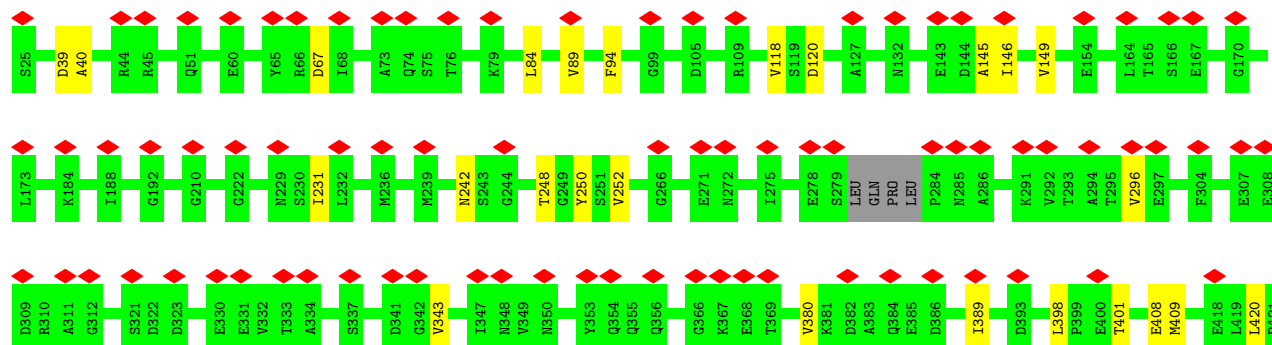 S25 D39 A40 R44 R45 Q51 E60 Y65 R66 D67 I68 A73 Q74 S75 T76 K79 L84 V89 F94 G99 D105 R109 V118 S119 D120 A127 N132 E143 D144 A145 I146 V149 E154 L164 T165 S166 E167 G170
L173 K184 I188 G192 G210 G222 N229 S230 I231 L232 M236 M239 N242 S243 G244 T248 G249 Y250 S251 V252 G266 E271 N272 I275 E278 S279 LEU GLN PRO LEU P284 N285 A286 K291 V292 T293 A294 T295 V296 E297 F304 E307 E308
D309 R310 A311 G312 S321 D322 D323 E330 E331 V332 T333 A334 S337 D341 G342 V343 I347 N348 V349 N350 Y353 Q354 Q355 Q356 G366 K367 E368 T369 V380 K381 D382 A383 Q384 E385 D386 I389 D393 L398 P399 E400 T401 E408 M409 E418 L419 L420